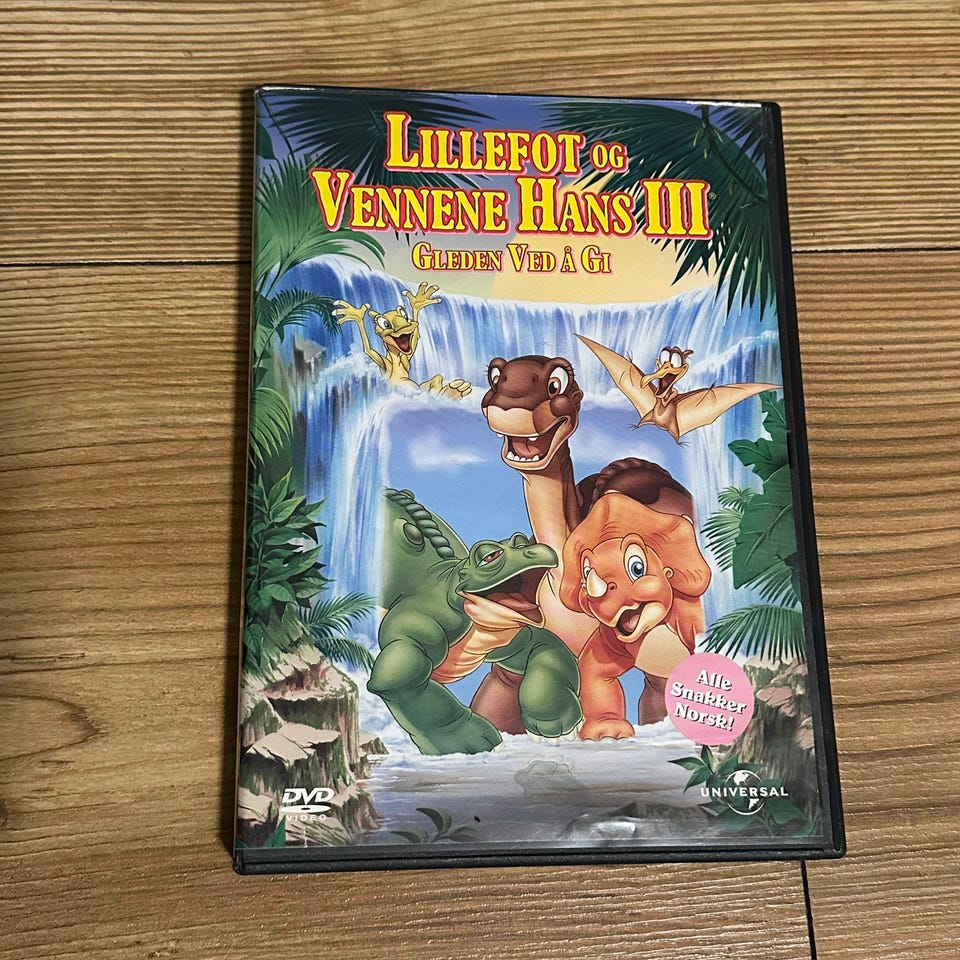 LILLEFOT OG
VENNENE HANS III®
GLEDEN VED Å GI
Alle
Snakker
Norsk!
DVD
VIDEO
UNIVERSAL